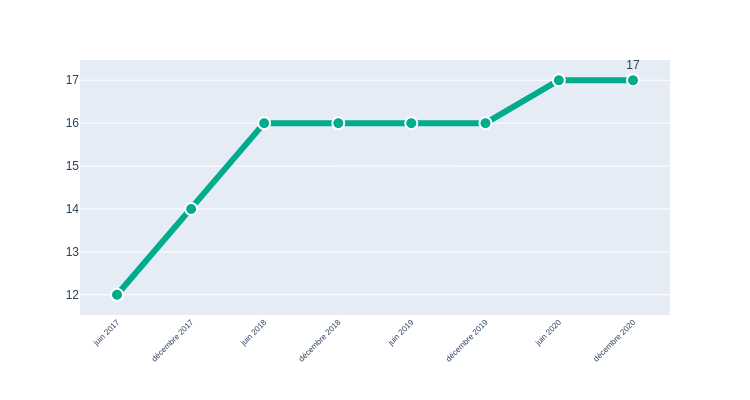 17
17
16
15
14
13
12
juin 2017
décembre 2017
juin 2018
décembre 2018
juin 2019
décembre 2019
juin 2020
décembre 2020